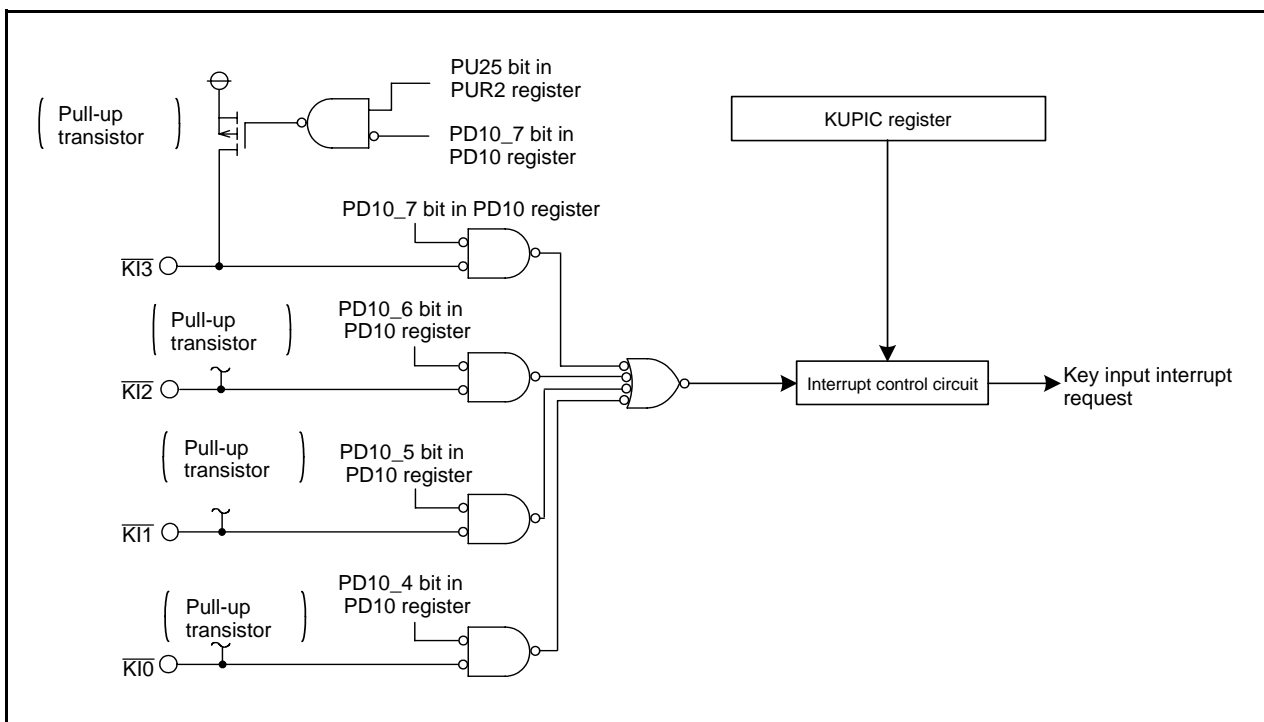 PU25 bit in
PUR2 register
Pull-up
transistor
PD10_7 bit in
PD10 register
KUPIC register
PD10_7 bit in PD10 register
KI3
Pull-up
transistor
PD10_6 bit in
PD10 register
KI2
Interrupt control circuit
Key input interrupt
request
Pull-up
transistor
PD10_5 bit in
PD10 register
KI1
Pull-up
transistor
PD10_4 bit in
PD10 register
KI0